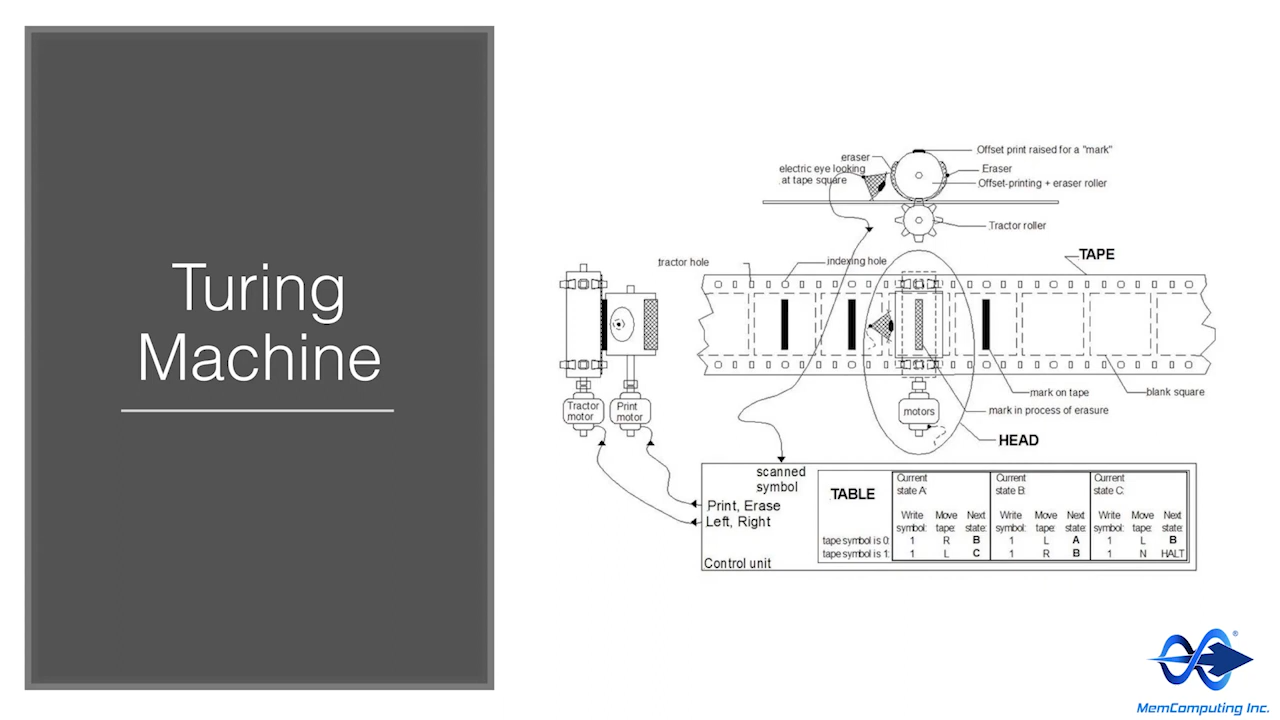 Turing
Machine
Offset print raised for a "mark"
eraser
Eraser
electric eye looking
at tape square
Offset-printing + eraser roller
Tractor roller
tractor hole
indexing hole
TAPE
Tractor
motor
Print
motor
motors
mark on tape
blank square
mark in process of erasure
HEAD
scanned
symbol
Print, Erase
Left, Right
Control unit
TABLE
Current
state A:
Current
state B:
Current
state C:
Write Move Next Write Move Next Write Move Next
symbol: tape: state: symbol: tape: state: symbol: tape: state:
tape symbol is 0: 1 R B 1 L A 1 L B
tape symbol is 1: 1 L C 1 R B 1 N HALT
®
MemComputing Inc.